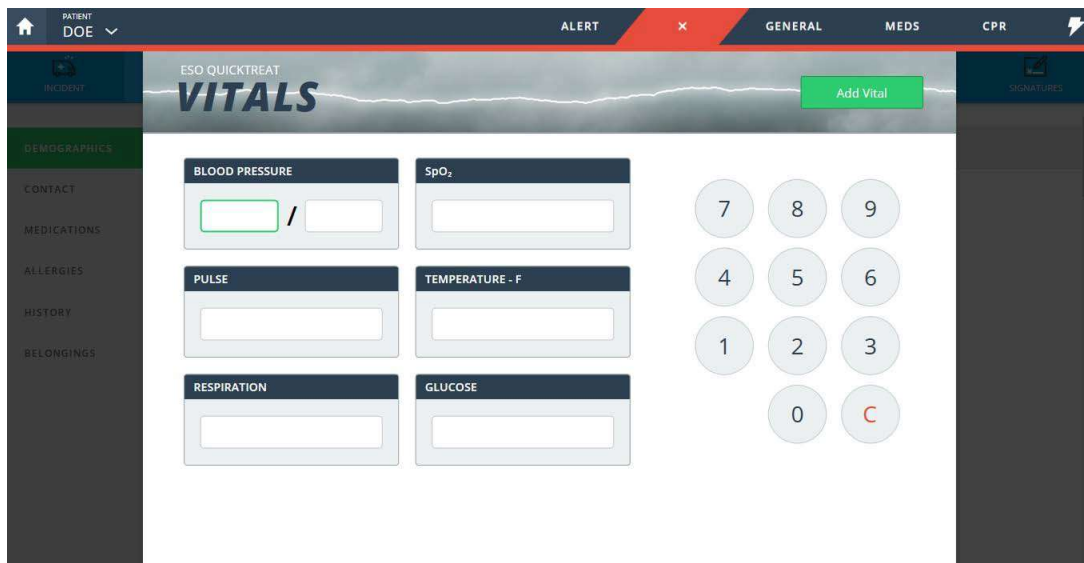 PATIENT
DOE
ALERT × GENERAL MEDS CPR
INCIDENT
SIGNATURES
ESO QUICKTREAT
VITALS
Add Vital
DEMOGRAPHICS
CONTACT
MEDICATIONS
ALLERGIES
HISTORY
BELONGINGS
BLOOD PRESSURE
/
SpO₂
PULSE
TEMPERATURE - F
RESPIRATION
GLUCOSE
7 8 9
4 5 6
1 2 3
0 C